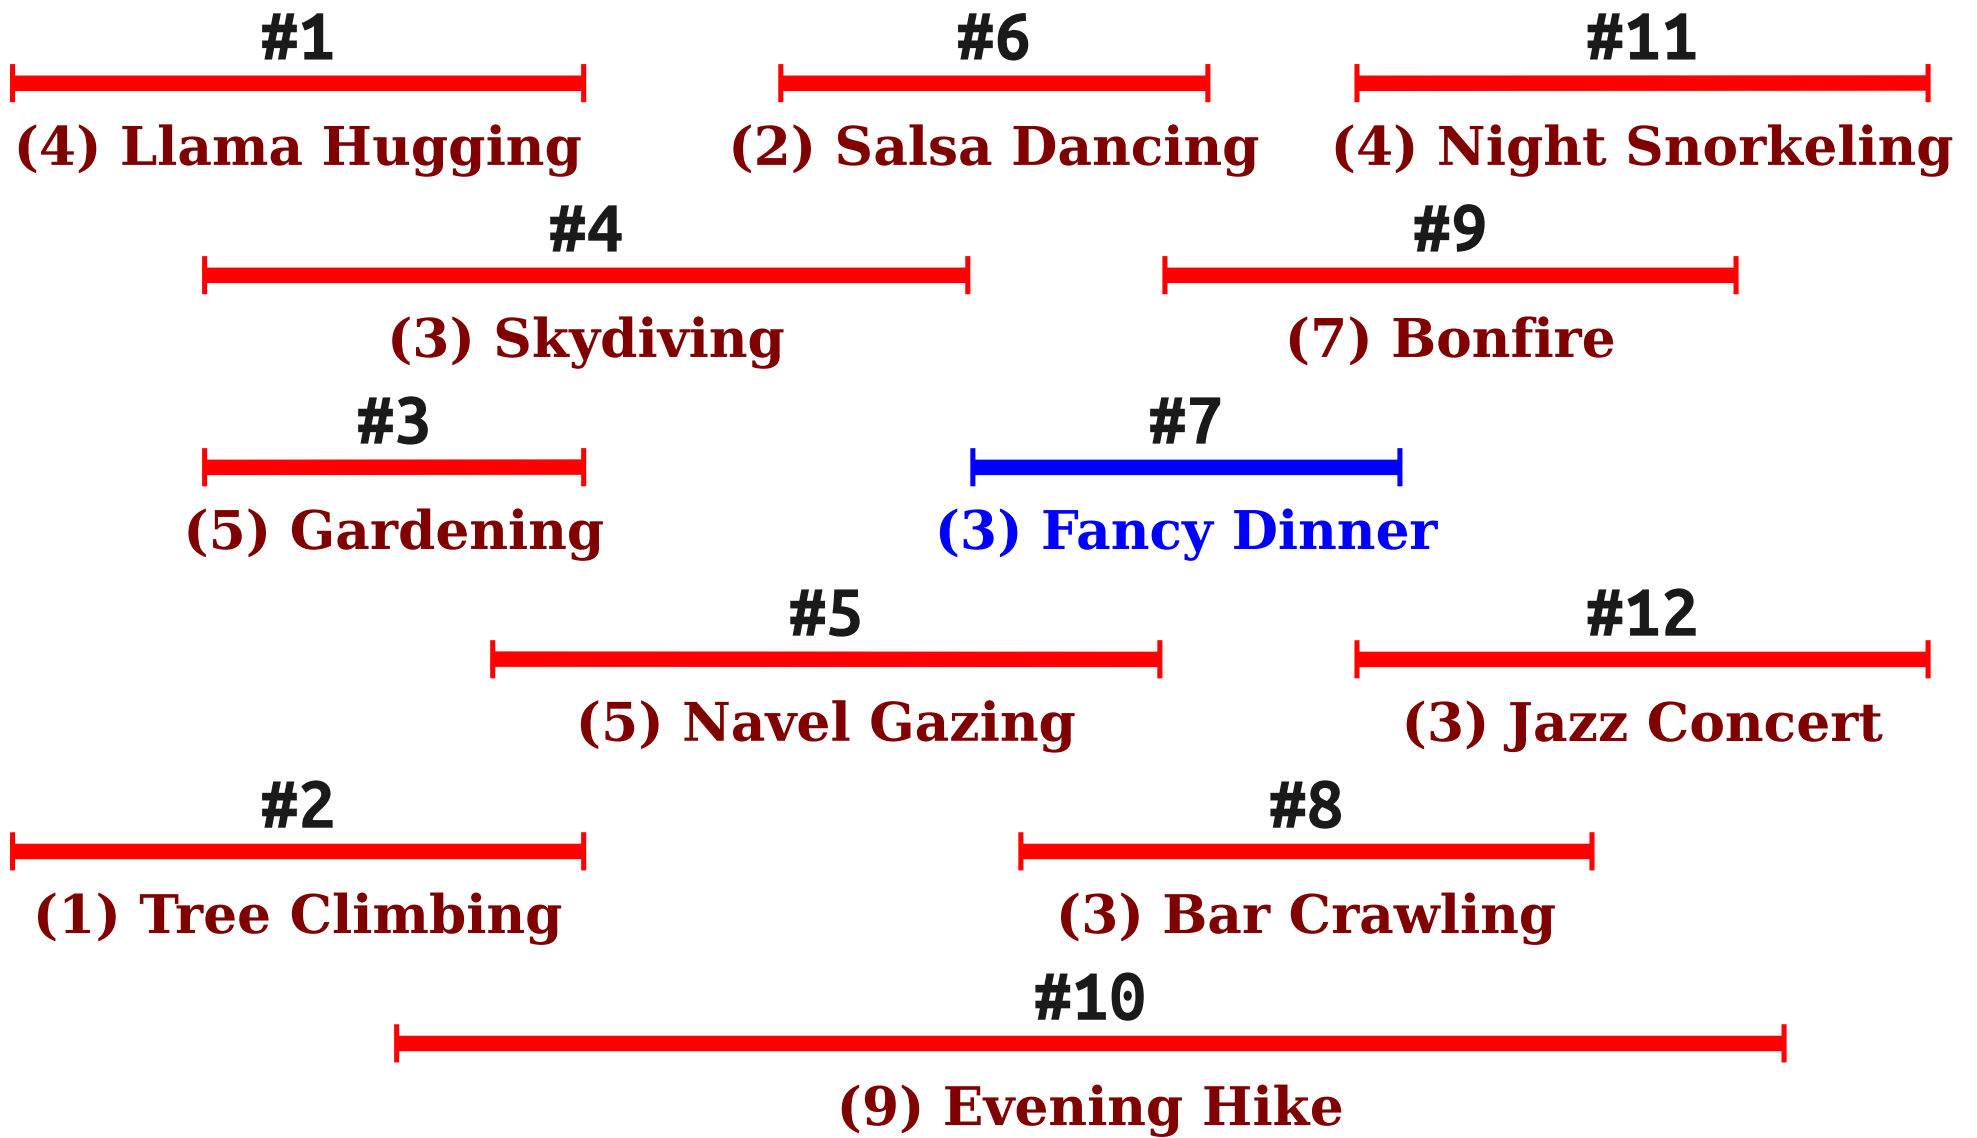 #1 #6 #11
(4) Llama Hugging (2) Salsa Dancing (4) Night Snorkeling
#4 #9
(3) Skydiving (7) Bonfire
#3 #7
(5) Gardening (3) Fancy Dinner
#5 #12
(5) Navel Gazing (3) Jazz Concert
#2 #8
(1) Tree Climbing (3) Bar Crawling
#10
(9) Evening Hike